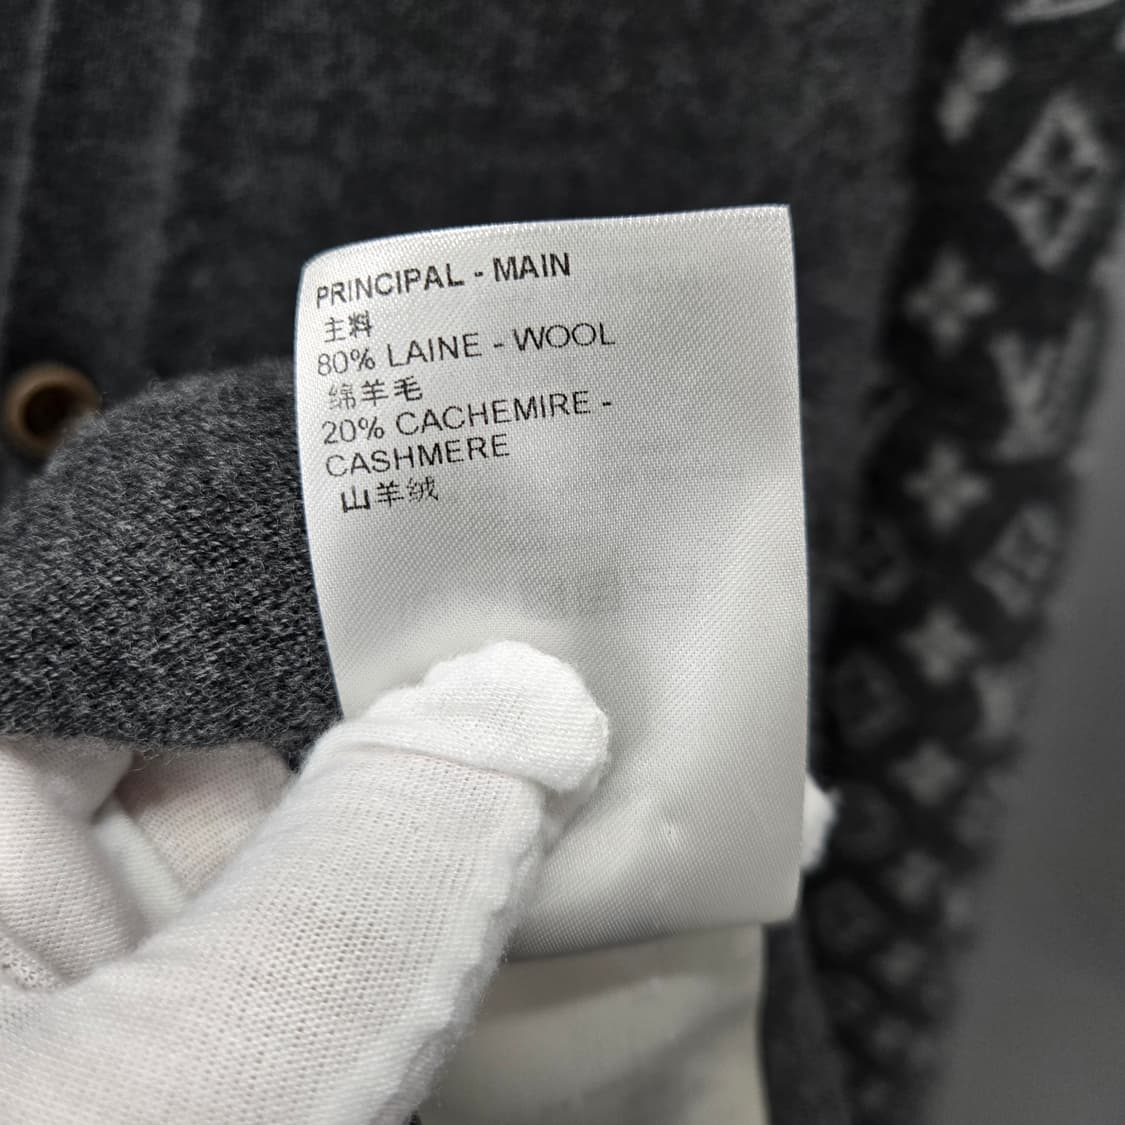 PRINCIPAL - MAIN
主料
80% LAINE - WOOL
绵羊毛
20% CACHEMIRE -
CASHMERE
山羊绒